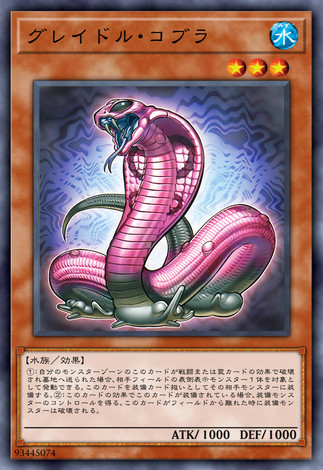 グレイドル・コブラ
水
【水族／効果】
①：自分のモンスターゾーンのこのカードが戦闘または罠カードの効果で破壊
され墓地へ送られた場合、相手フィールドの表側表示モンスター１体を対象と
して発動できる。このカードを装備カード扱いとしてその相手モンスターに装
備する。②：このカードの効果でこのカードが装備されている場合、装備モンス
ターのコントロールを得る。このカードがフィールドから離れた時に装備モン
スターは破壊される。
ATK/1000 DEF/1000
93445074